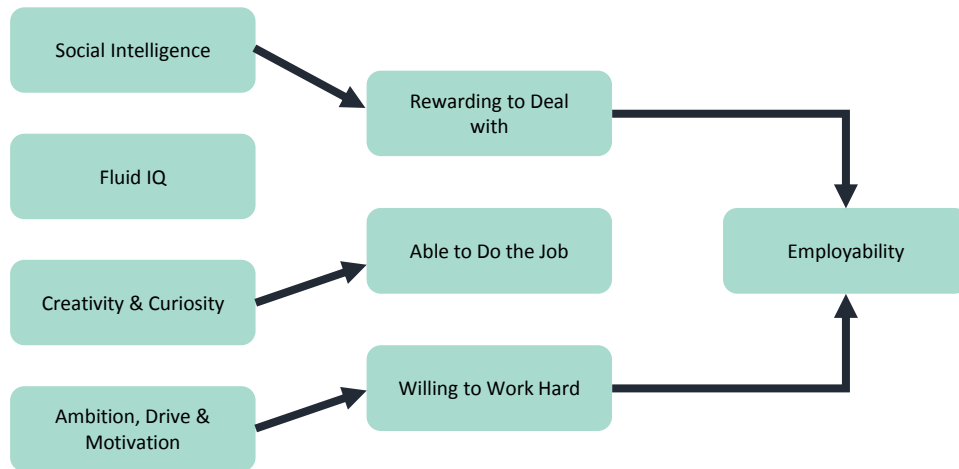 Social Intelligence
Rewarding to Deal
with
Fluid IQ
Able to Do the Job
Employability
Creativity & Curiosity
Willing to Work Hard
Ambition, Drive &
Motivation